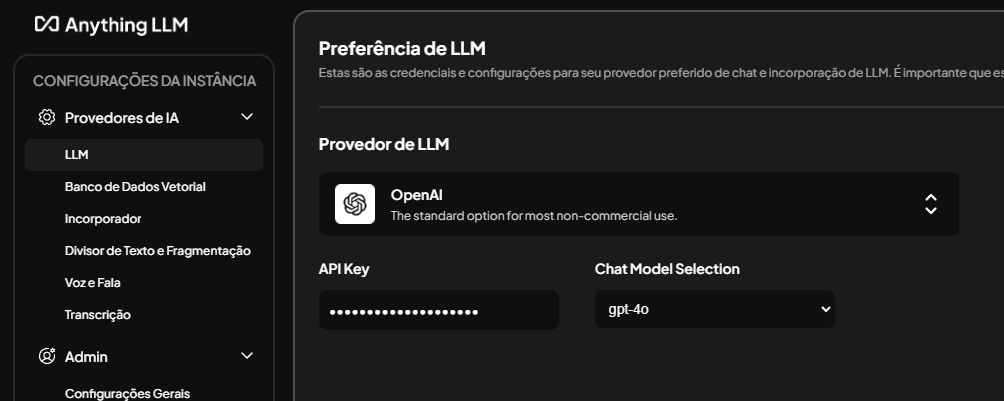 Anything LLM
CONFIGURAÇÕES DA INSTÂNCIA
Provedores de IA
LLM
Banco de Dados Vetorial
Incorporador
Divisor de Texto e Fragmentação
Voz e Fala
Transcrição
Admin
Configurações Gerais
Preferência de LLM
Estas são as credenciais e configurações para seu provedor preferido de chat e incorporação de LLM. É importante que es
Provedor de LLM
OpenAI
The standard option for most non-commercial use.
API Key
••••••••••••••••••••
Chat Model Selection
gpt-4o